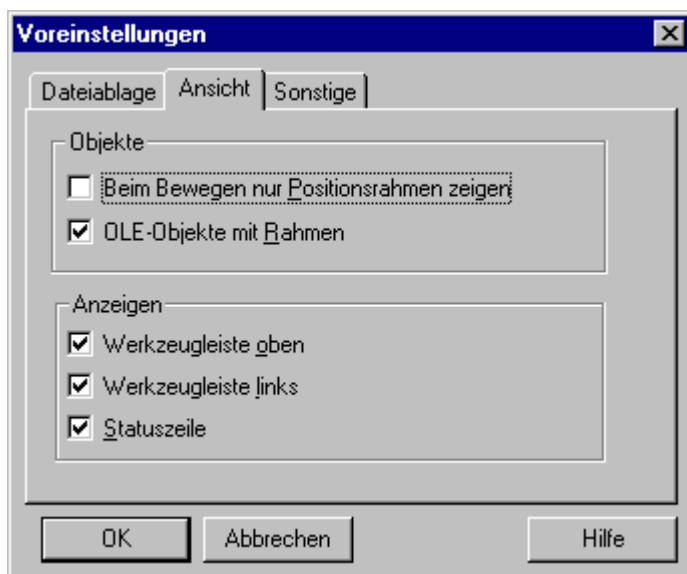 Voreinstellungen
Dateiablage Ansicht Sonstige
Objekte
Beim Bewegen nur Positionsrahmen zeigen
OLE-Objekte mit Rahmen
Anzeigen
Werkzeugleiste oben
Werkzeugleiste links
Statuszeile
OK Abbrechen Hilfe